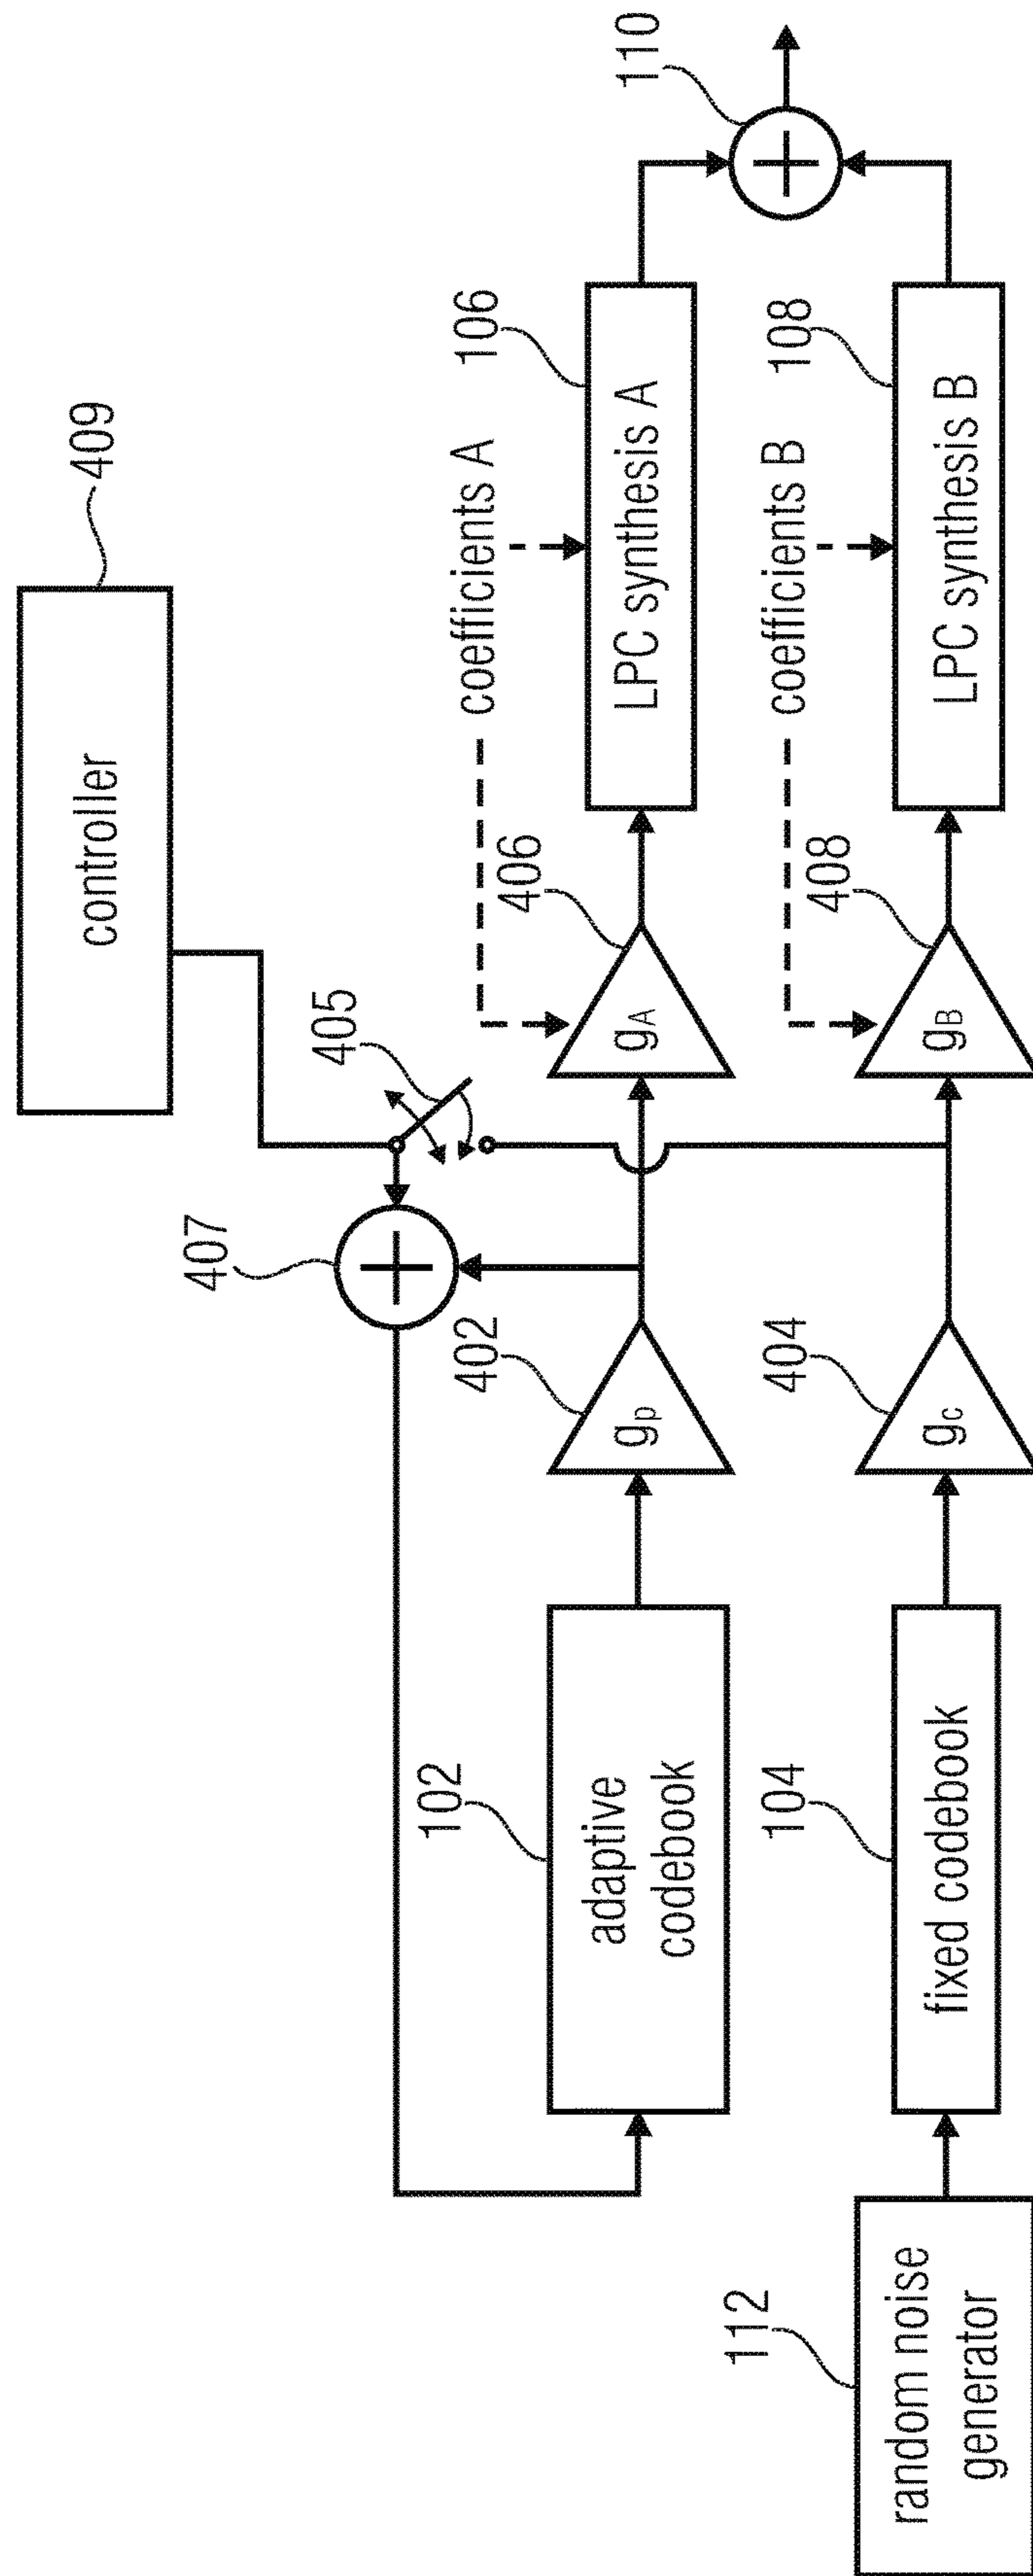 controller
409
405
407
coefficients A
106
406
402
102
adaptive
codebook
gp
gA
LPC synthesis A
110
coefficients B
108
408
404
104
112
random noise
generator
fixed codebook
gc
gB
LPC synthesis B